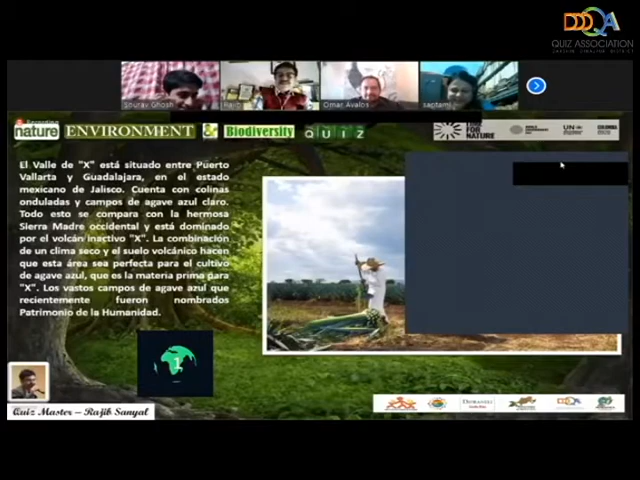 DDQA
QUIZ ASSOCIATION
Sourav Ghosh
Rajib
Omar Avalos
saptami
Recording
nature ENVIRONMENT & Biodiversity QUIZ
FOR NATURE
El Valle de "X" está situado entre Puerto
Vallarta y Guadalajara, en el estado
mexicano de Jalisco. Cuenta con colinas
onduladas y campos de agave azul claro.
Todo esto se compara con la hermosa
Sierra Madre occidental y está dominado
por el volcán inactivo "X". La combinación
de un clima seco y el suelo volcánico hacen
que esta área sea perfecta para el cultivo
de agave azul, que es la materia prima para
"X". Los vastos campos de agave azul que
recientemente fueron nombrados
Patrimonio de la Humanidad.
1
Quiz Master – Rajib Sanyal